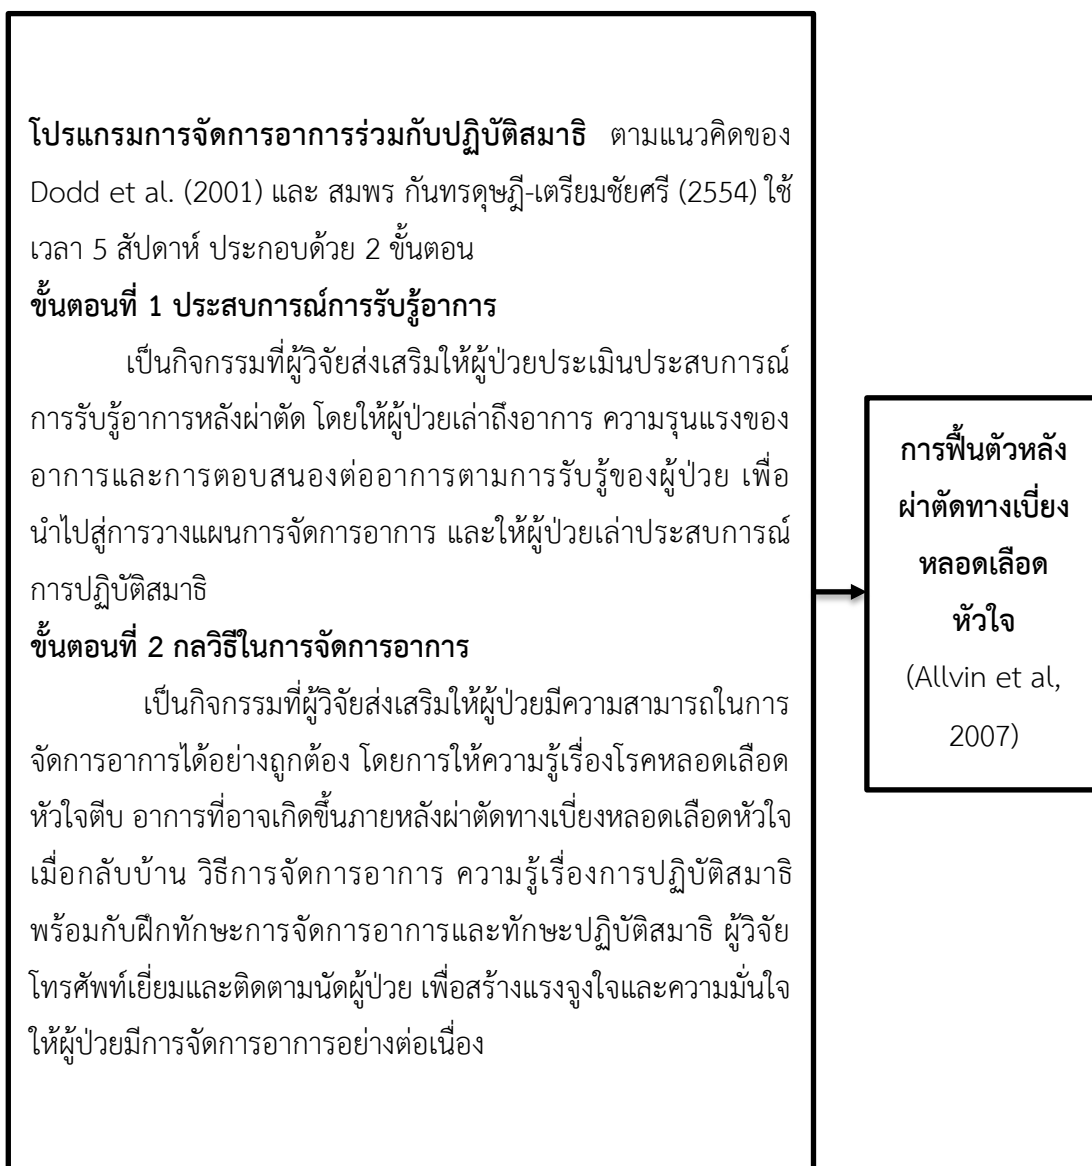 โปรแกรมการจัดการอาการร่วมกับปฏิบัติสมาธิ ตามแนวคิดของ
Dodd et al. (2001) และ สมพร กันทรดุษฎี-เตรียมชัยศรี (2554) ใช้
เวลา 5 สัปดาห์ ประกอบด้วย 2 ขั้นตอน
ขั้นตอนที่ 1 ประสบการณ์การรับรู้อาการ
เป็นกิจกรรมที่ผู้วิจัยส่งเสริมให้ผู้ป่วยประเมินประสบการณ์
การรับรู้อาการหลังผ่าตัด โดยให้ผู้ป่วยเล่าถึงอาการ ความรุนแรงของ
อาการและการตอบสนองต่ออาการตามการรับรู้ของผู้ป่วย เพื่อ
นำไปสู่การวางแผนการจัดการอาการ และให้ผู้ป่วยเล่าประสบการณ์
การปฏิบัติสมาธิ
ขั้นตอนที่ 2 กลวิธีในการจัดการอาการ
เป็นกิจกรรมที่ผู้วิจัยส่งเสริมให้ผู้ป่วยมีความสามารถในการ
จัดการอาการได้อย่างถูกต้อง โดยการให้ความรู้เรื่องโรคหลอดเลือด
หัวใจตีบ อาการที่อาจเกิดขึ้นภายหลังผ่าตัดทางเบี่ยงหลอดเลือดหัวใจ
เมื่อกลับบ้าน วิธีการจัดการอาการ ความรู้เรื่องการปฏิบัติสมาธิ
พร้อมกับฝึกทักษะการจัดการอาการและทักษะปฏิบัติสมาธิ ผู้วิจัย
โทรศัพท์เยี่ยมและติดตามนัดผู้ป่วย เพื่อสร้างแรงจูงใจและความมั่นใจ
ให้ผู้ป่วยมีการจัดการอาการอย่างต่อเนื่อง
การฟื้นตัวหลัง
ผ่าตัดทางเบี่ยง
หลอดเลือด
หัวใจ
(Allvin et al,
2007)